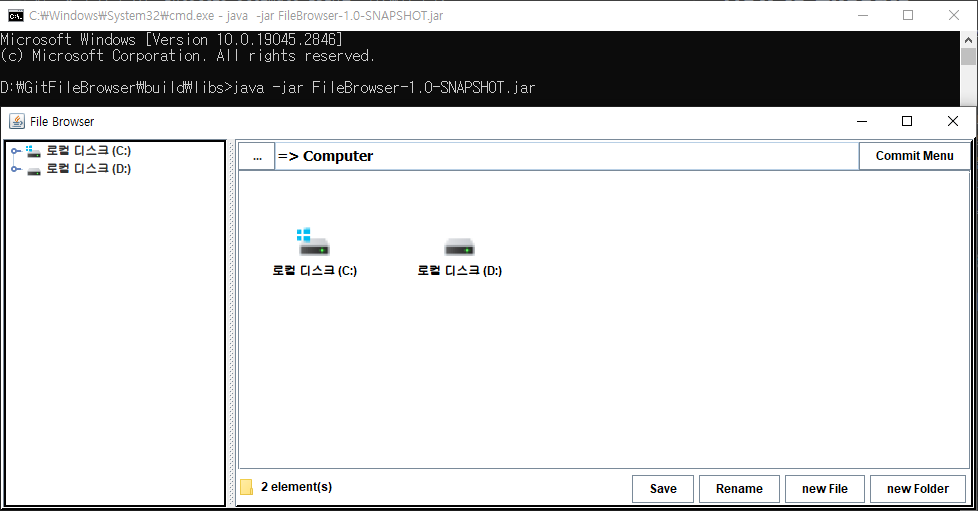 C:₩Windows₩System32₩cmd.exe - java  -jar FileBrowser-1.0-SNAPSHOT.jar
Microsoft Windows [Version 10.0.19045.2846]
(c) Microsoft Corporation. All rights reserved.
D:₩GitFileBrowser₩build₩libs>java -jar FileBrowser-1.0-SNAPSHOT.jar
File Browser
로컬 디스크 (C:)
로컬 디스크 (D:)
... => Computer Commit Menu
로컬 디스크 (C:) 로컬 디스크 (D:)
2 element(s) Save Rename new File new Folder